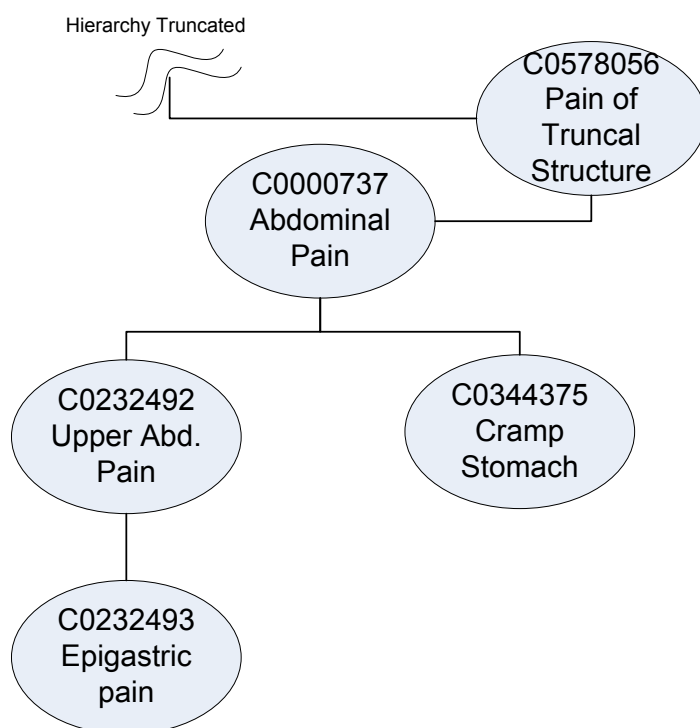 Hierarchy Truncated
C0578056
Pain of
Truncal
Structure
C0000737
Abdominal
Pain
C0232492
Upper Abd.
Pain
C0344375
Cramp
Stomach
C0232493
Epigastric
pain